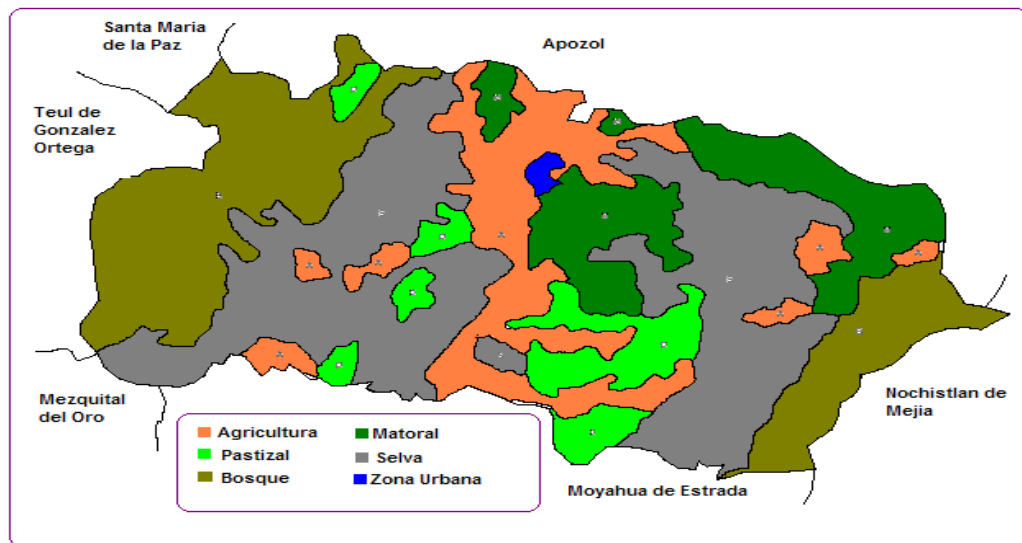 Santa Maria
de la Paz
Apozol
Teul de
Gonzalez
Ortega
Mezquital
del Oro
Nochistlan de
Mejia
Moyahua de Estrada
Agricultura
Matoral
Pastizal
Selva
Bosque
Zona Urbana